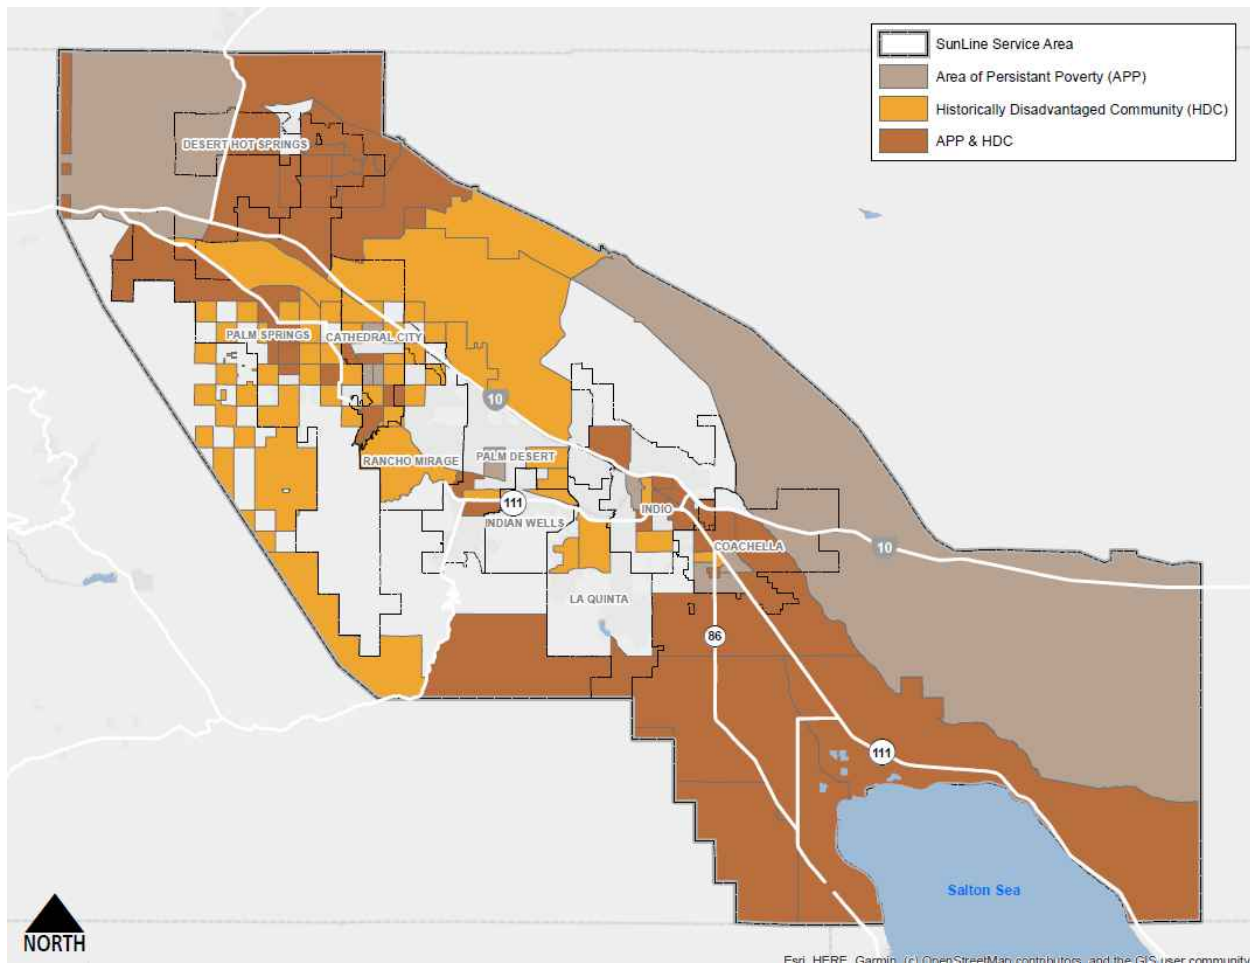 SunLine Service Area
Area of Persistant Poverty (APP)
Historically Disadvantaged Community (HDC)
APP & HDC
DESERT HOT SPRINGS
PALM SPRINGS
CATHEDRAL CITY
10
RANCHO MIRAGE
PALM DESERT
111
INDIAN WELLS
INDIO
COACHELLA
10
LA QUINTA
86
111
Salton Sea
NORTH
Esri, HERE, Garmin, (c) OpenStreetMap contributors, and the GIS user community